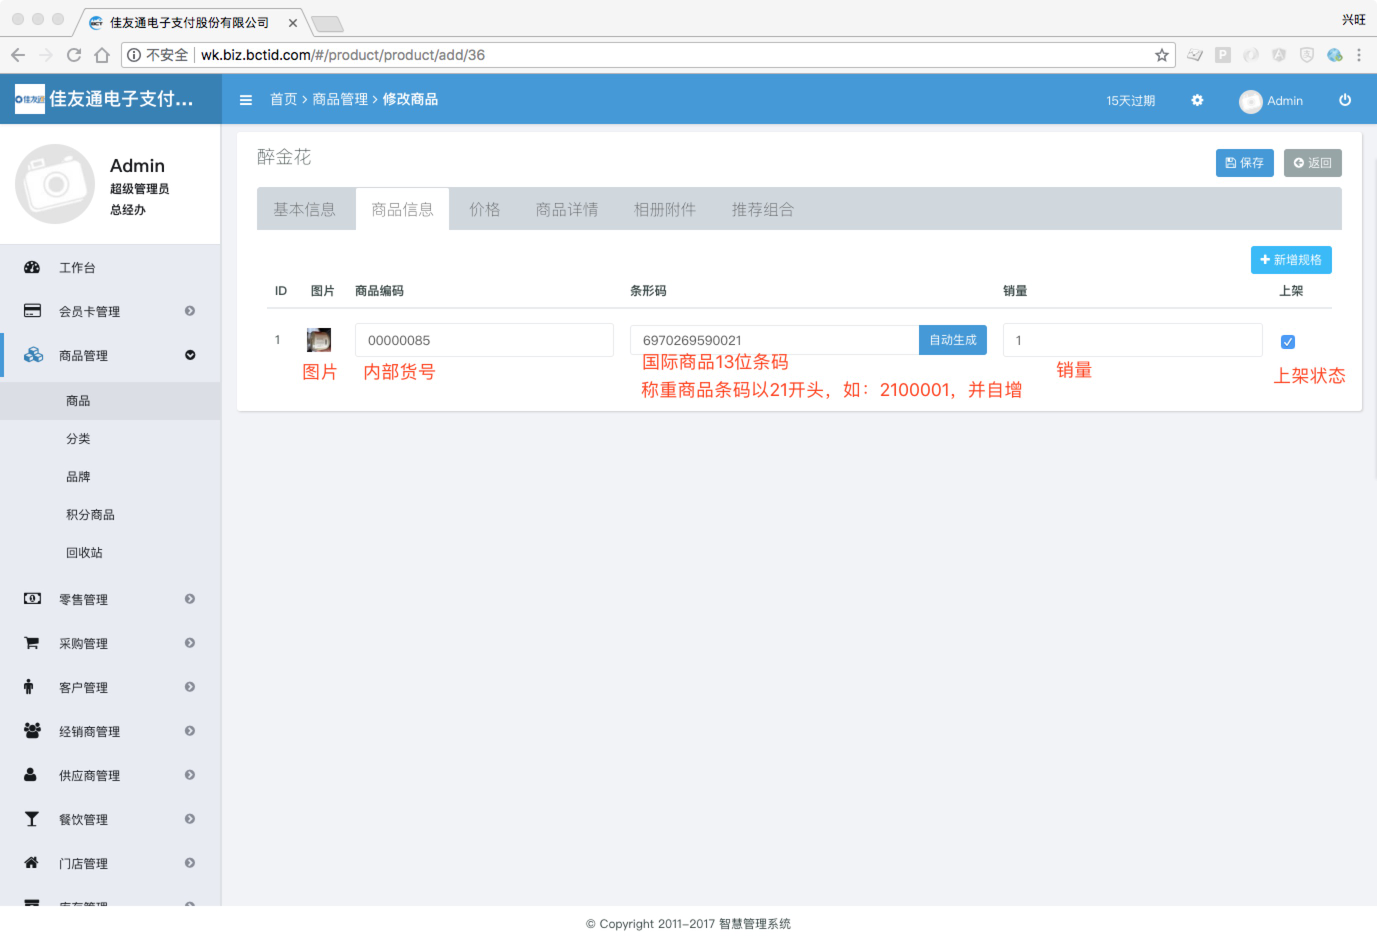 佳友通电子支付股份有限公司
兴旺
不安全
wk.biz.bctid.com/#/product/product/add/36
佳友通电子支付...
首页 > 商品管理 > 修改商品
15天过期
Admin
Admin
超级管理员
总经办
工作台
会员卡管理
商品管理
商品
分类
品牌
积分商品
回收站
零售管理
采购管理
客户管理
经销商管理
供应商管理
餐饮管理
门店管理
醉金花
保存
返回
基本信息 商品信息 价格 商品详情 相册附件 推荐组合
新增规格
ID 图片 商品编码 条形码 销量 上架
1 00000085 6970269590021 自动生成 1
图片 内部货号 国际商品13位条码
称重商品条码以21开头，如：2100001，并自增
销量
上架状态
© Copyright 2011-2017 智慧管理系统